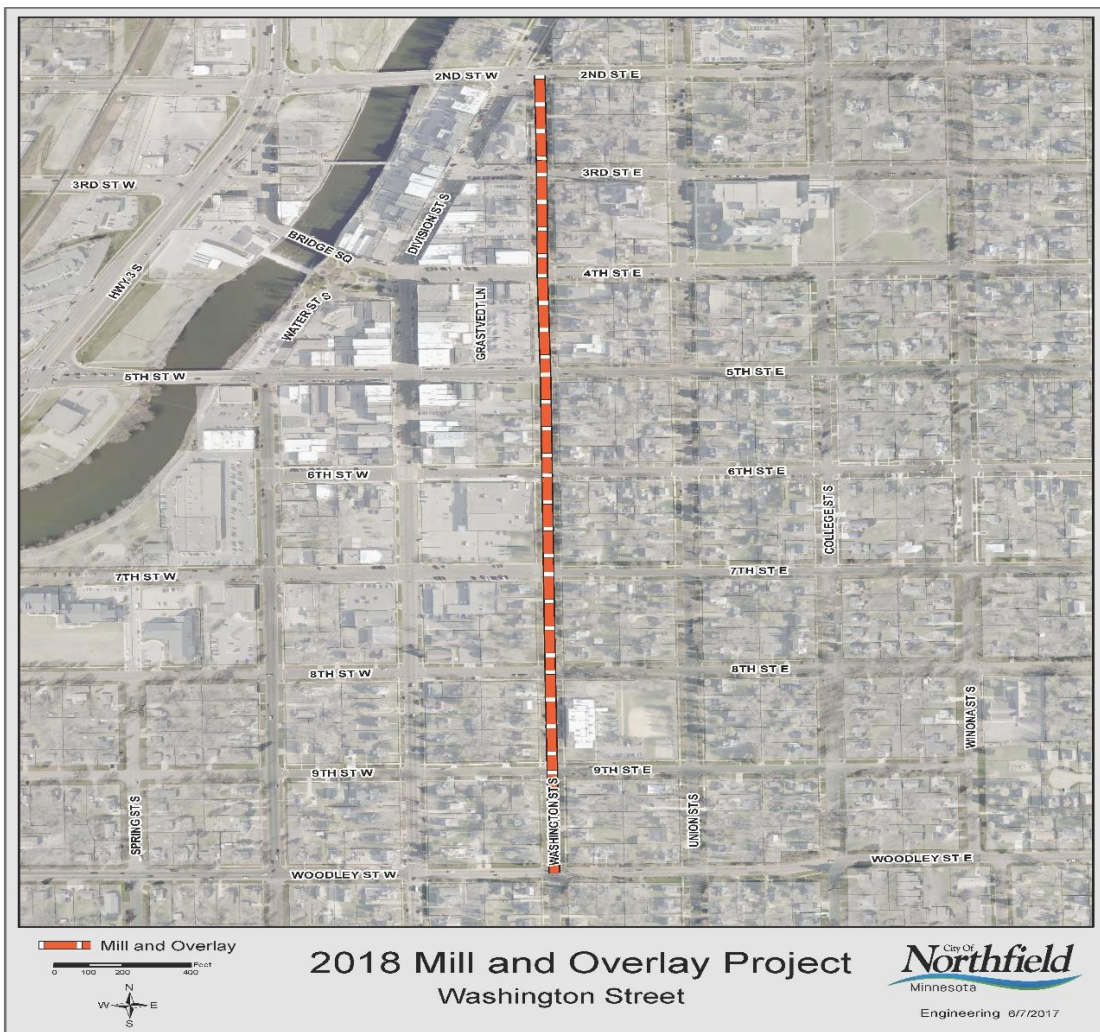 2ND ST W
2ND ST E
3RD ST W
3RD ST E
DIVISION ST S
BRIDGE SQ
HWY 3 S
4TH ST E
WATER ST S
GRASTVEDT LN
5TH ST W
5TH ST E
6TH ST W
6TH ST E
COLLEGE ST S
7TH ST W
7TH ST E
8TH ST W
8TH ST E
WINONA ST S
9TH ST W
9TH ST E
SPRING ST S
WASHINGTON ST S
UNION ST S
WOODLEY ST W
WOODLEY ST E
Mill and Overlay
Feet
0 100 200 400
N
W E
S
2018 Mill and Overlay Project
Washington Street
City Of
Northfield
Minnesota
Engineering 6/7/2017